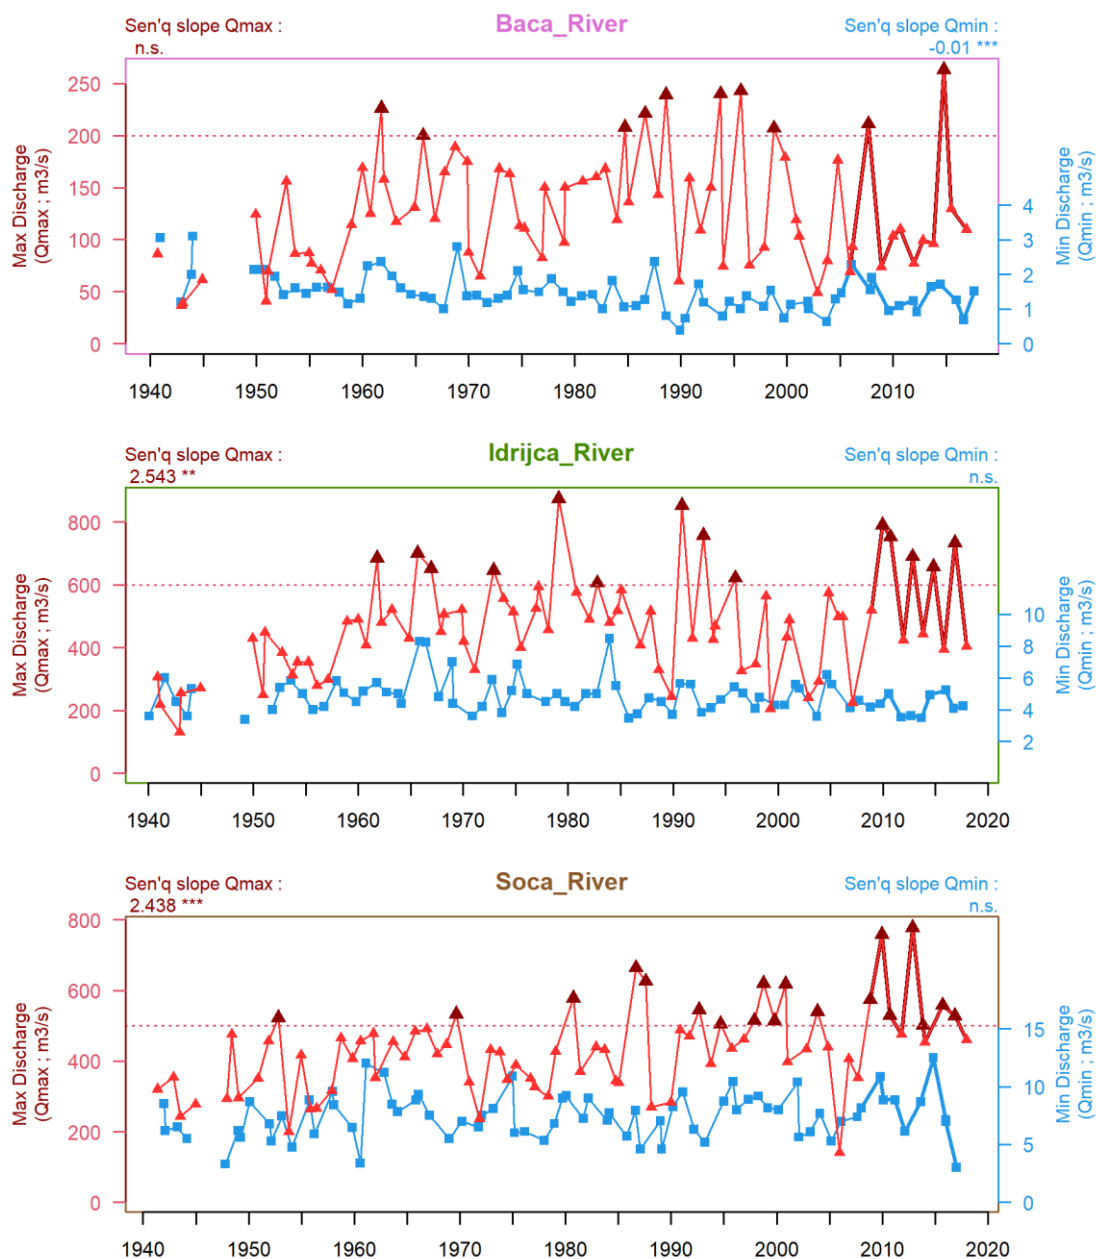 Baca_River
Sen'q slope Qmax :
n.s.
Sen'q slope Qmin :
-0.01 ***
Max Discharge
(Qmax ; m3/s)
250
200
150
100
50
0
4
3
2
1
0
Min Discharge
(Qmin ; m3/s)
1940 1950 1960 1970 1980 1990 2000 2010
Idrijca_River
Sen'q slope Qmax :
2.543 **
Sen'q slope Qmin :
n.s.
Max Discharge
(Qmax ; m3/s)
800
600
400
200
0
10
8
6
4
2
Min Discharge
(Qmin ; m3/s)
1940 1950 1960 1970 1980 1990 2000 2010 2020
Soca_River
Sen'q slope Qmax :
2.438 ***
Sen'q slope Qmin :
n.s.
Max Discharge
(Qmax ; m3/s)
800
600
400
200
0
15
10
5
0
Min Discharge
(Qmin ; m3/s)
1940 1950 1960 1970 1980 1990 2000 2010 2020